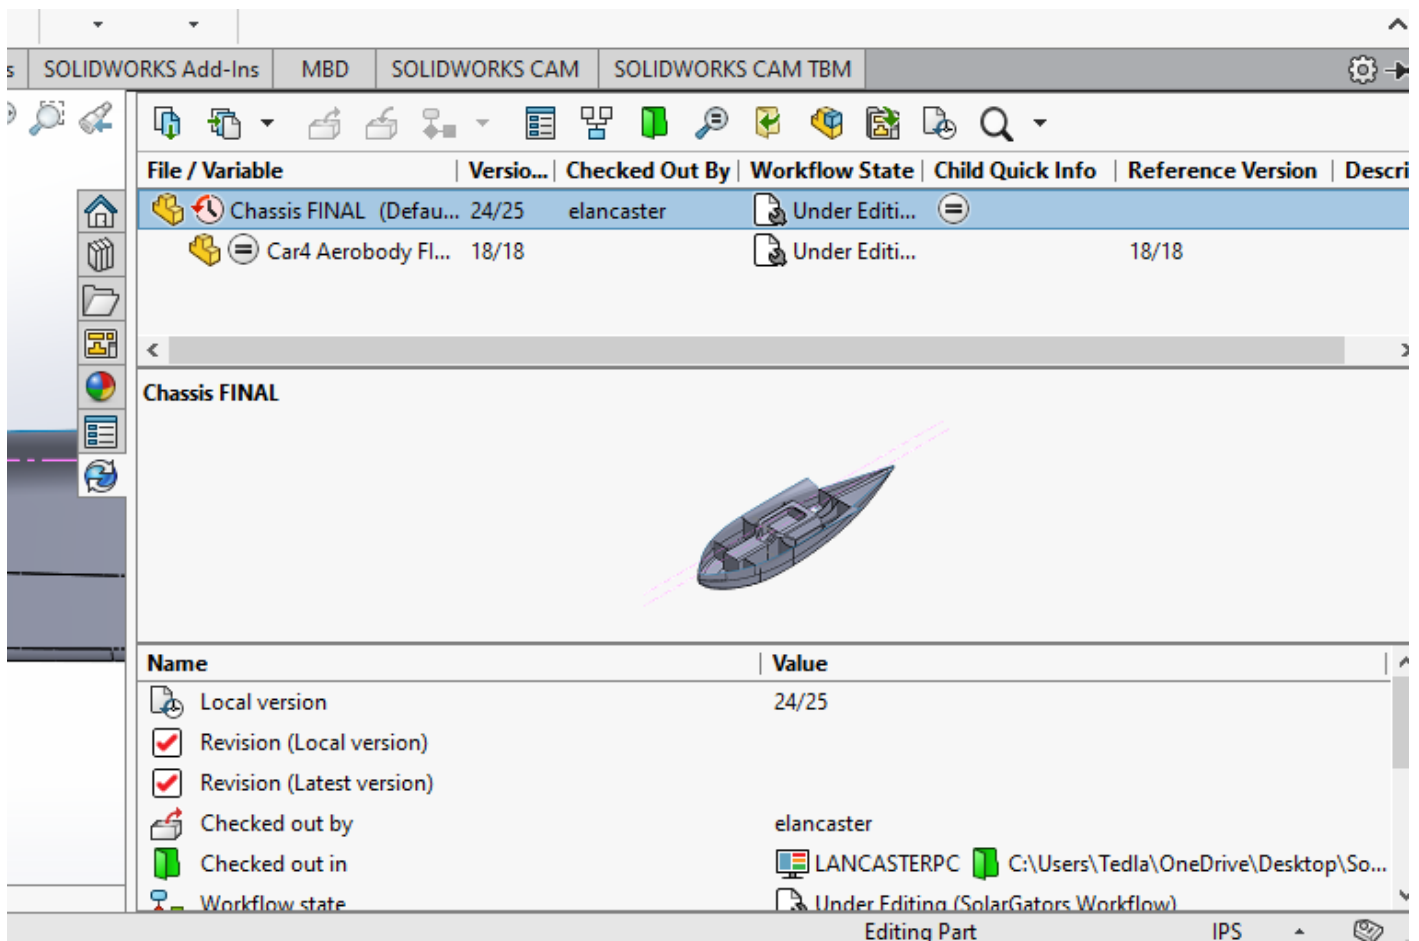 s SOLIDWORKS Add-Ins MBD SOLIDWORKS CAM SOLIDWORKS CAM TBM
File / Variable Versio... Checked Out By Workflow State Child Quick Info Reference Version Descri
Chassis FINAL (Defau... 24/25 elancaster Under Editi...
Car4 Aerobody Fl... 18/18 Under Editi... 18/18
Chassis FINAL
Name Value
Local version 24/25
Revision (Local version)
Revision (Latest version)
Checked out by elancaster
Checked out in LANCASTERPC C:\Users\Tedla\OneDrive\Desktop\So...
Workflow state Under Editing (SolarGators Workflow)
Editing Part IPS